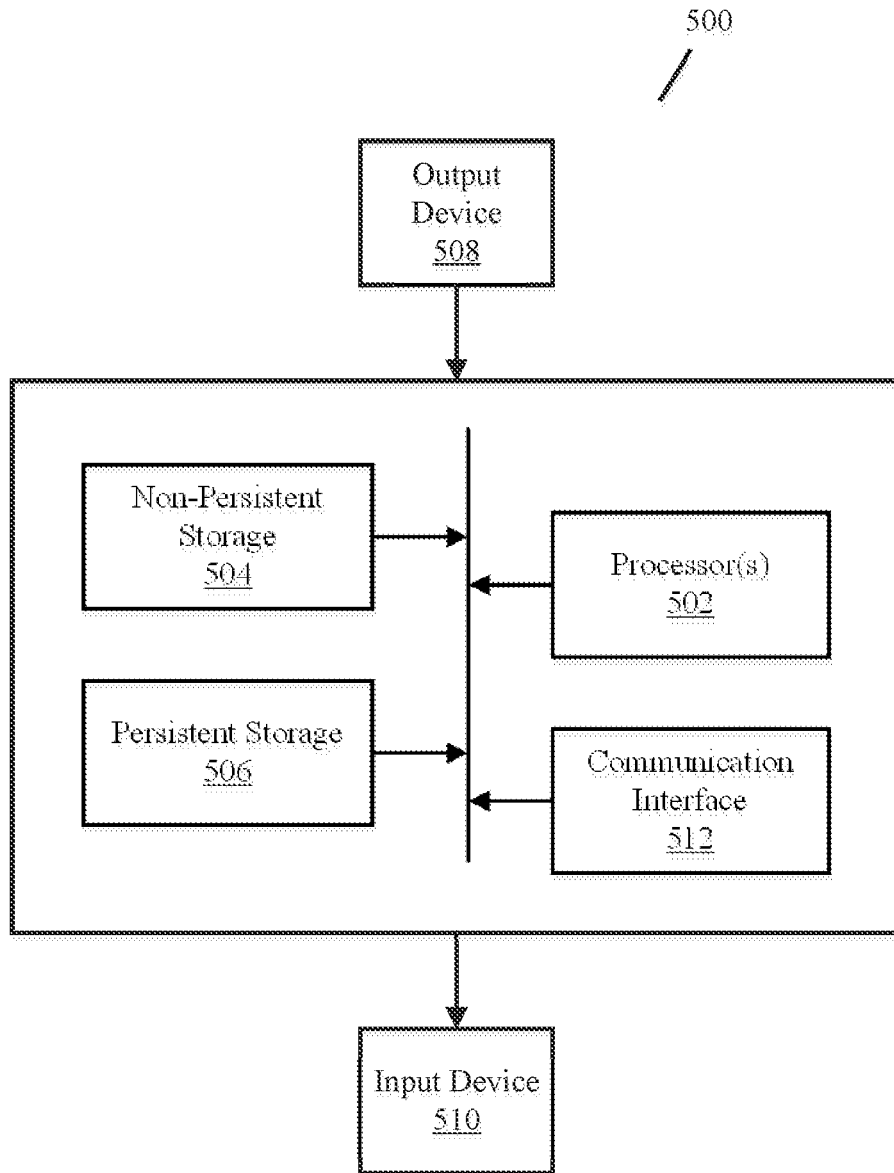 500
Output
Device
508
Non-Persistent
Storage
504
Processor(s)
502
Persistent Storage
506
Communication
Interface
512
Input Device
510